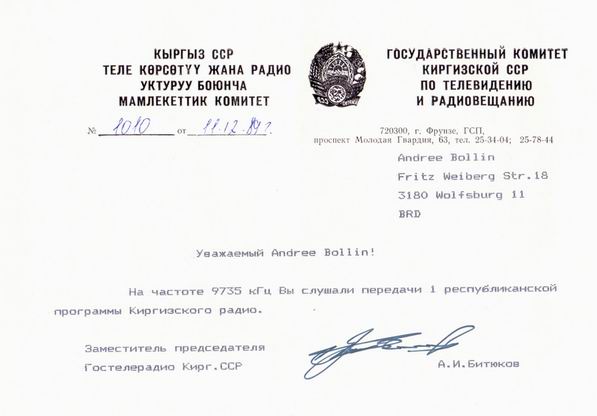 КЫРГЫЗ ССР
ТЕЛЕ КӨРСӨТҮҮ ЖАНА РАДИО
УКТУРУУ БОЮНЧА
МАМЛЕКЕТТИК КОМИТЕТ
ГОСУДАРСТВЕННЫЙ КОМИТЕТ
КИРГИЗСКОЙ ССР
ПО ТЕЛЕВИДЕНИЮ
И РАДИОВЕЩАНИЮ
№ 1010 от 11.12.89 г.
720300, г. Фрунзе, ГСП,
проспект Молодая Гвардия, 63, тел. 25-34-04; 25-78-44
Andree Bollin
Fritz Weiberg Str.18
3180 Wolfsburg 11
BRD
Уважаемый Andree Bollin!
На частоте 9735 кГц Вы слушали передачи 1 республиканской
программы Киргизского радио.
Заместитель председателя
Гостелерадио Кирг.ССР
А.И.Битюков